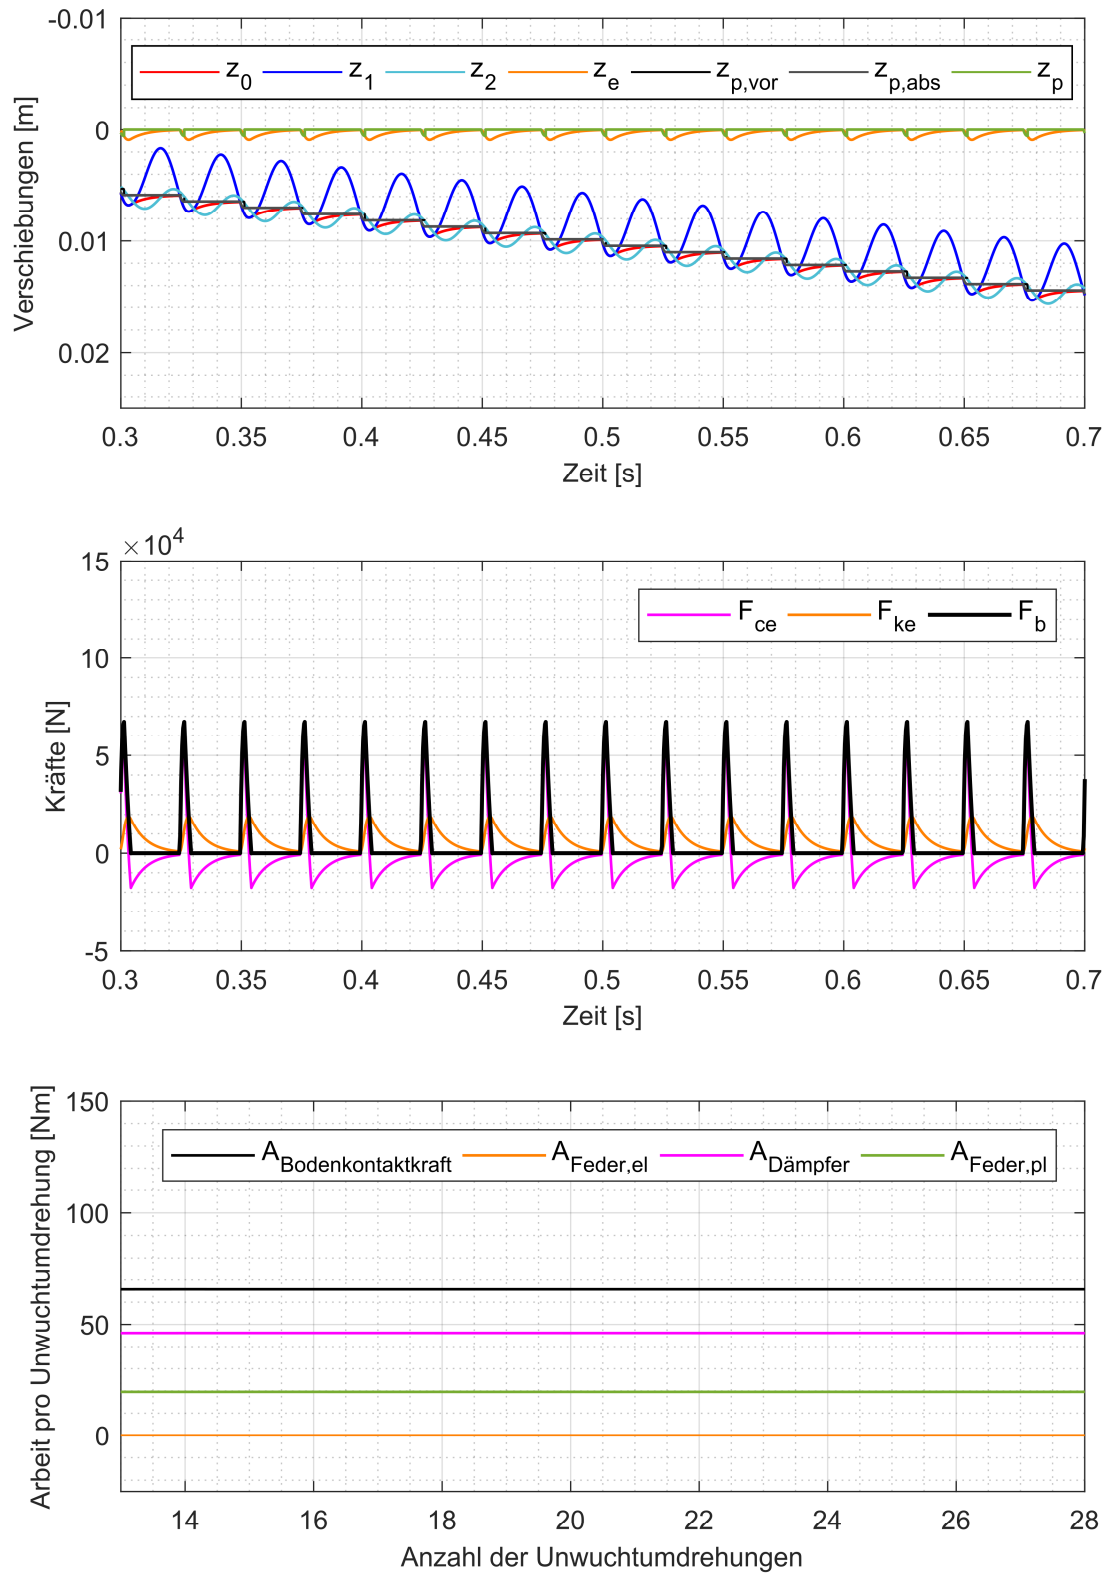 -0.01
z0 z1 z2 ze zp,vor zp,abs zp
0
0.01
0.02
Verschiebungen [m]
0.3 0.35 0.4 0.45 0.5 0.55 0.6 0.65 0.7
Zeit [s]
×10^4
15
Fce Fke Fb
10
5
0
-5
Kräfte [N]
0.3 0.35 0.4 0.45 0.5 0.55 0.6 0.65 0.7
Zeit [s]
150
ABodenkontaktkraft AFeder,el ADämpfer AFeder,pl
100
50
0
Arbeit pro Unwuchtumdrehung [Nm]
14 16 18 20 22 24 26 28
Anzahl der Unwuchtumdrehungen